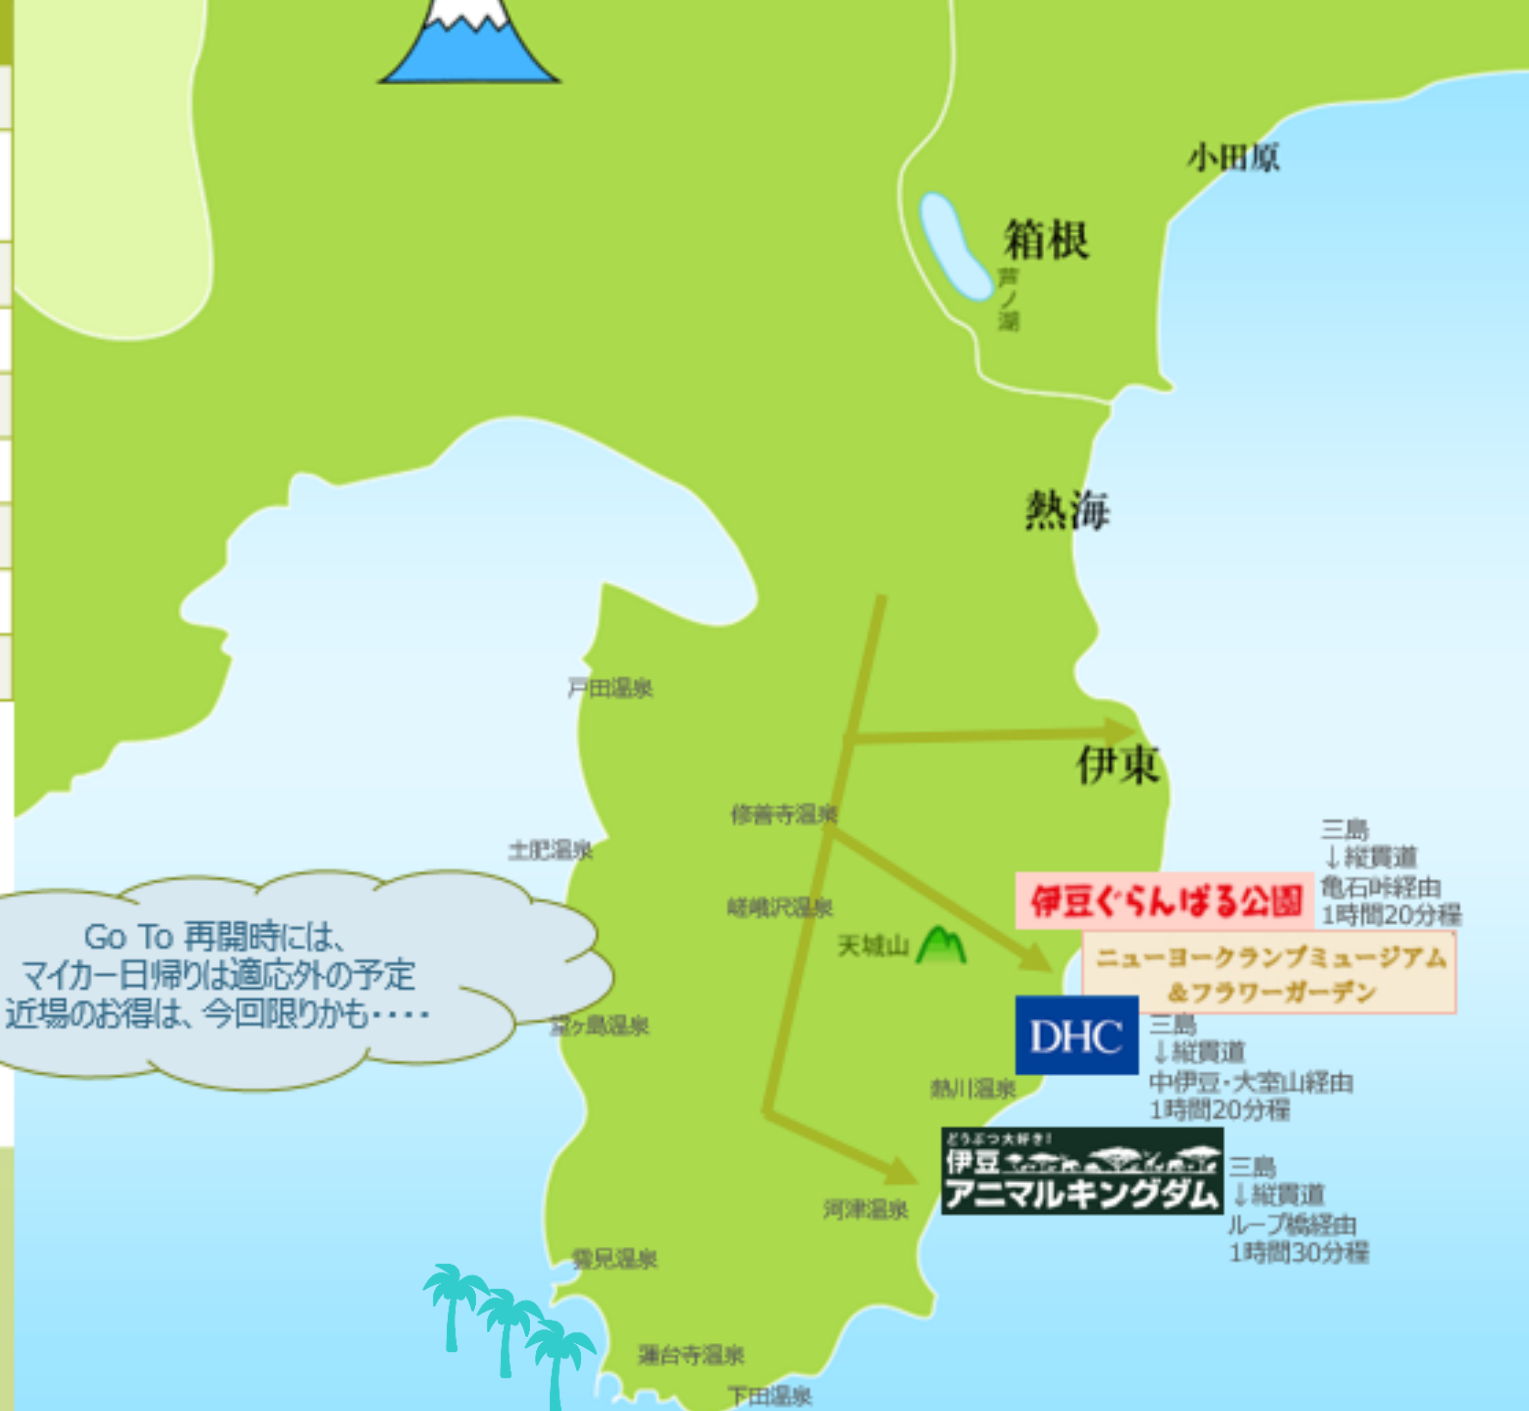 小田原
箱根
芦ノ湖
熱海
戸田温泉
伊東
修善寺温泉
土肥温泉
三島
↓縦貫道
亀石峠経由
1時間20分程
伊豆ぐらんぱる公園
嵯峨沢温泉
天城山
ニューヨークランプミュージアム
&フラワーガーデン
Go To 再開時には、
マイカー日帰りは適応外の予定
近場のお得は、今回限りかも・・・・
堂ヶ島温泉
DHC
三島
↓縦貫道
中伊豆・大室山経由
1時間20分程
熱川温泉
どうぶつ大好き!
伊豆
アニマルキングダム
三島
↓縦貫道
ループ橋経由
1時間30分程
河津温泉
雲見温泉
蓮台寺温泉
下田温泉